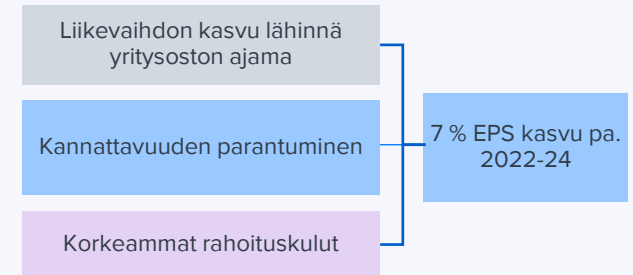 Liikevaihdon kasvu lähinnä
yritysoston ajama
Kannattavuuden parantuminen
7 % EPS kasvu pa.
2022-24
Korkeammat rahoituskulut